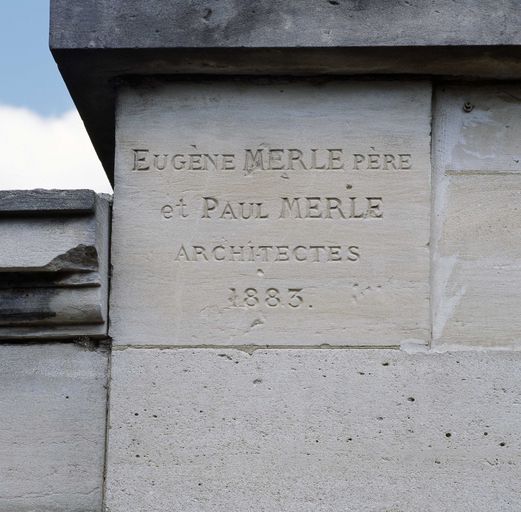 EUGÈNE MERLE PÈRE
et PAUL MERLE
ARCHITECTES
1883.